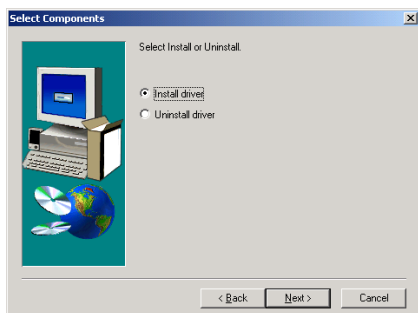 Select Components
Select Install or Uninstall.
Install driver
Uninstall driver
< Back
Next >
Cancel